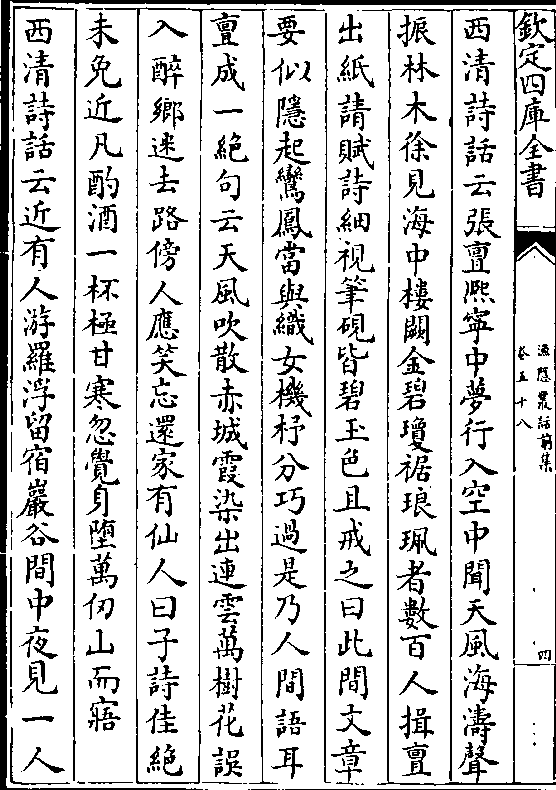 欽定四庫全書
漁隱叢話前集
卷五十八
四
西清詩話云張亶熈寧中夢行入空中聞天風海濤聲
振林木徐見海中樓闕金碧瓊裾琅珮者數百人揖亶
出紙請賦詩細視筆硯皆碧玉色且戒之曰此間文章
要似隱起鸞鳳當與織女機杼分巧過是乃人間語耳
亶成一絶句云天風吹散赤城霞染出連雲萬樹花誤
入醉鄉迷去路傍人應笑忘還家有仙人曰子詩佳絶
未免近凡酌酒一杯極甘寒忽覺身墮萬仞山而寤
西清詩話云近有人游羅浮留宿巖谷間中夜見一人